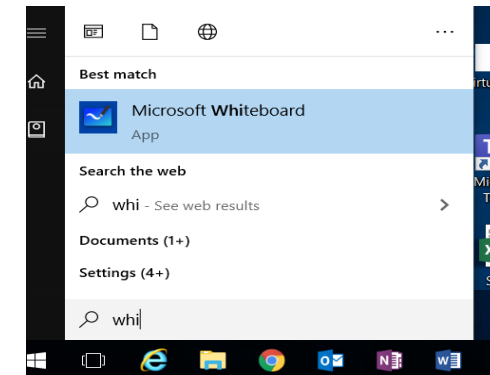 Best match
Microsoft Whiteboard
App
Search the web
whi - See web results
Documents (1+)
Settings (4+)
whi